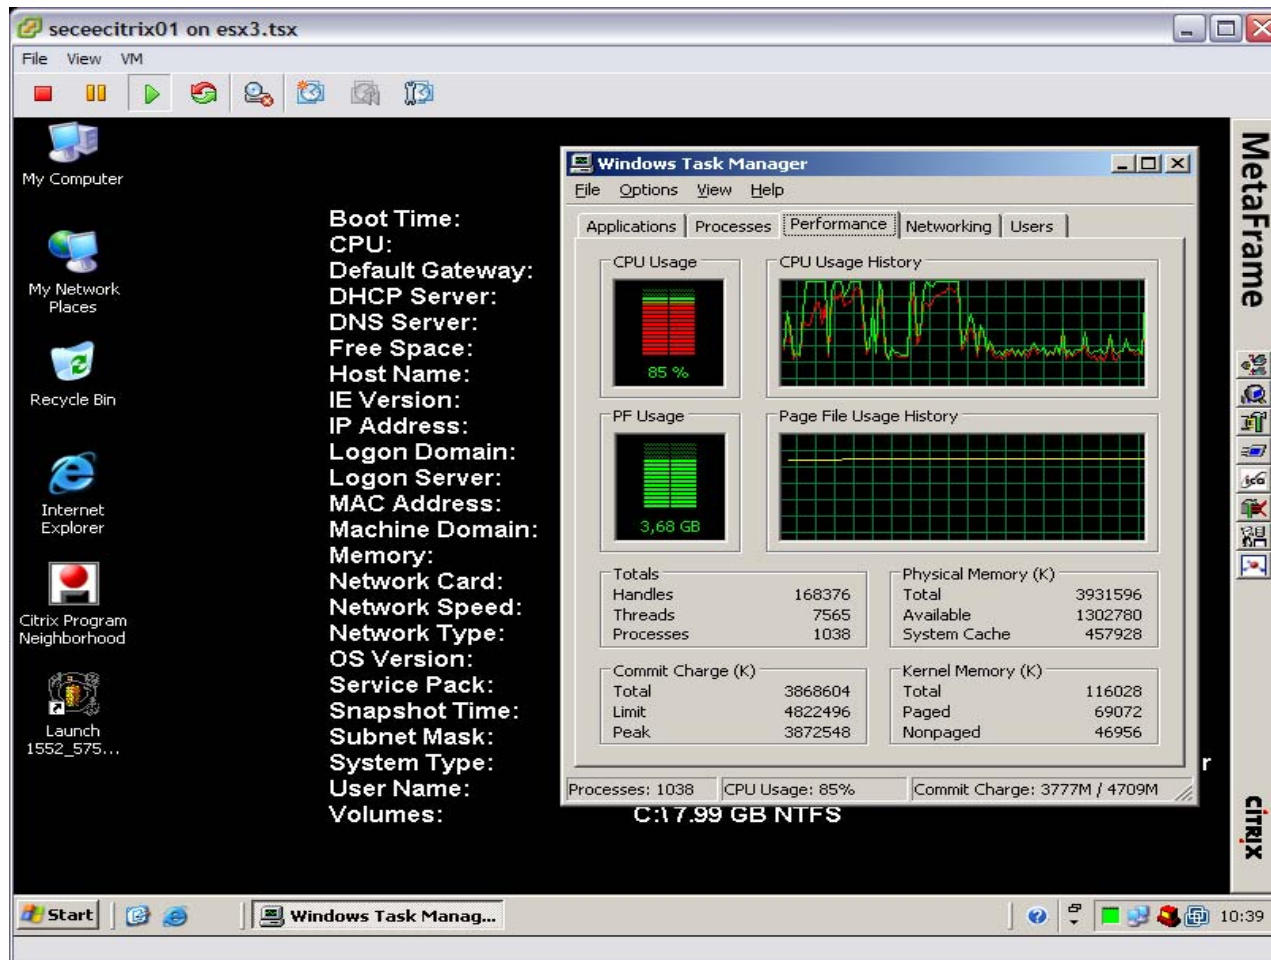 seceecitrix01 on esx3.tsx
File View VM
My Computer
My Network
Places
Recycle Bin
Internet
Explorer
Citrix Program
Neighborhood
Launch
1552_575...
Boot Time:
CPU:
Default Gateway:
DHCP Server:
DNS Server:
Free Space:
Host Name:
IE Version:
IP Address:
Logon Domain:
Logon Server:
MAC Address:
Machine Domain:
Memory:
Network Card:
Network Speed:
Network Type:
OS Version:
Service Pack:
Snapshot Time:
Subnet Mask:
System Type: r
User Name:
Volumes: C:\ 7.99 GB NTFS
Windows Task Manager
File Options View Help
Applications Processes Performance Networking Users
CPU Usage CPU Usage History
85 %
PF Usage Page File Usage History
3,68 GB
Totals
Handles 168376
Threads 7565
Processes 1038
Physical Memory (K)
Total 3931596
Available 1302780
System Cache 457928
Commit Charge (K)
Total 3868604
Limit 4822496
Peak 3872548
Kernel Memory (K)
Total 116028
Paged 69072
Nonpaged 46956
Processes: 1038 CPU Usage: 85% Commit Charge: 3777M / 4709M
MetaFrame
ica
CITRIX
Start Windows Task Manag... 10:39